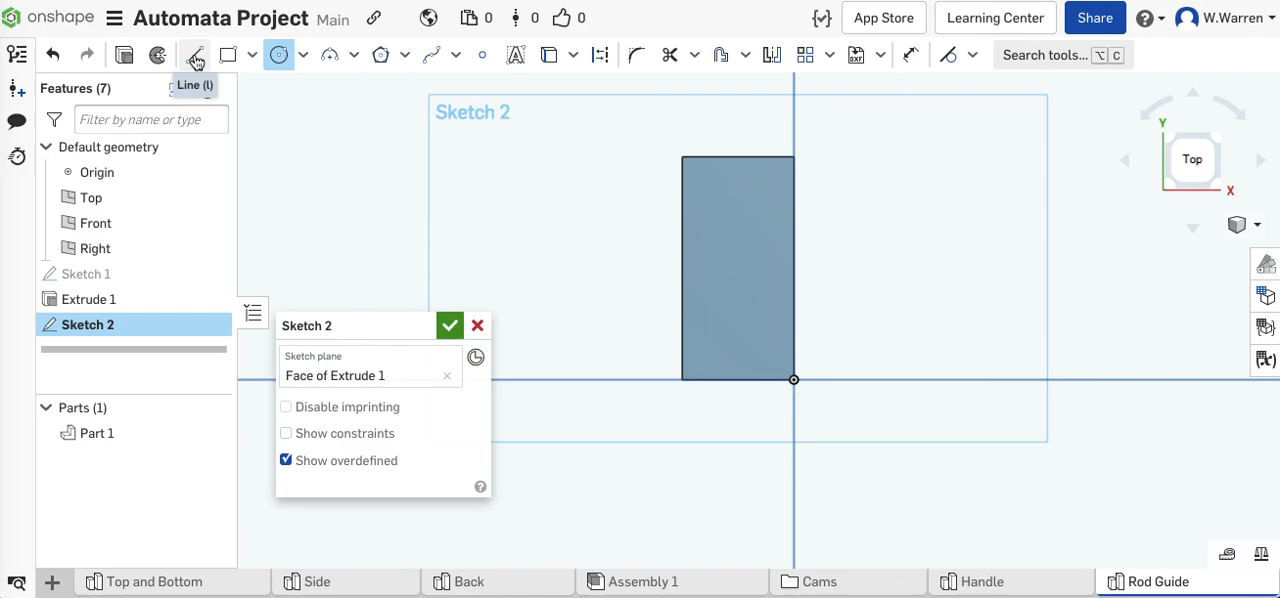 onshape Automata Project Main 0 0 0 App Store Learning Center Share W.Warren
Search tools... ⌥ C
Line (l)
Features (7)
Filter by name or type
Default geometry
Origin
Top
Front
Right
Sketch 1
Extrude 1
Sketch 2
Parts (1)
Part 1
Sketch 2
Sketch 2
Sketch plane
Face of Extrude 1
Disable imprinting
Show constraints
Show overdefined
Y
Top
X
Top and Bottom Side Back Assembly 1 Cams Handle Rod Guide